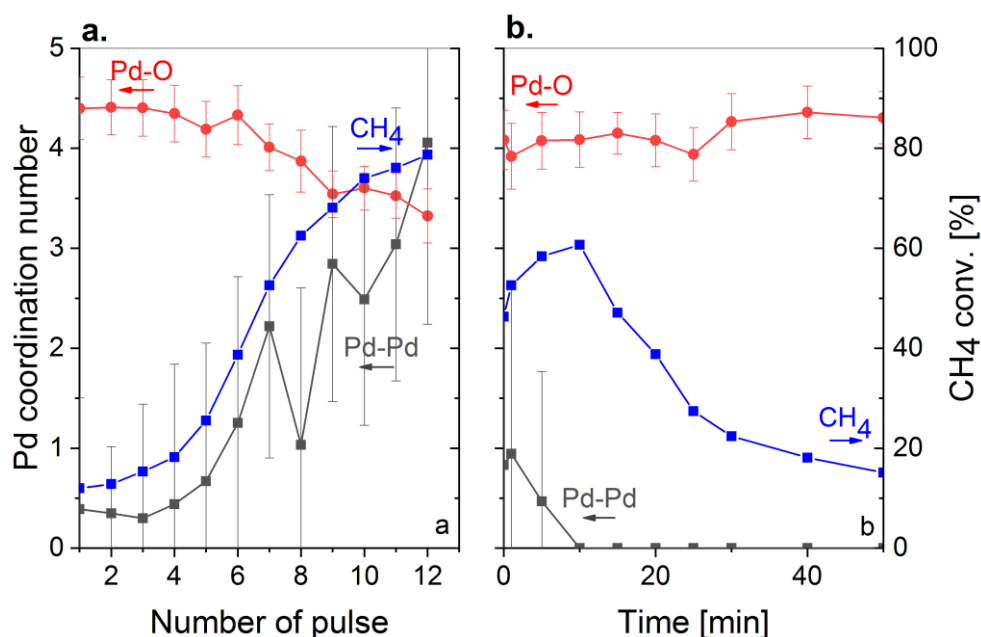 a.
b.
Pd coordination number
5
4
3
2
1
0
Pd-O
CH4
Pd-Pd
a
2 4 6 8 10 12
Number of pulse
Pd-O
CH4
Pd-Pd
b
0 20 40
Time [min]
100
80
60
40
20
0
CH4 conv. [%]